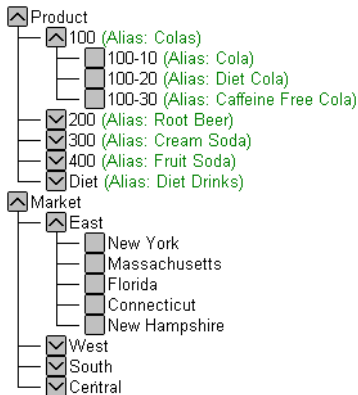 Product
100 (Alias: Colas)
100-10 (Alias: Cola)
100-20 (Alias: Diet Cola)
100-30 (Alias: Caffeine Free Cola)
200 (Alias: Root Beer)
300 (Alias: Cream Soda)
400 (Alias: Fruit Soda)
Diet (Alias: Diet Drinks)
Market
East
New York
Massachusetts
Florida
Connecticut
New Hampshire
West
South
Central